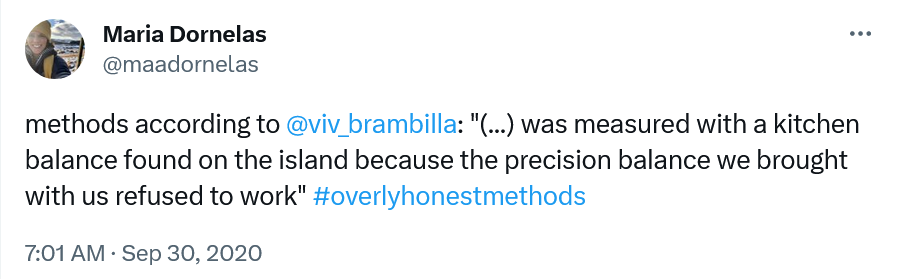 Maria Dornelas
@maadornelas
methods according to @viv_brambilla: "(...) was measured with a kitchen
balance found on the island because the precision balance we brought
with us refused to work" #overlyhonestmethods
7:01 AM · Sep 30, 2020